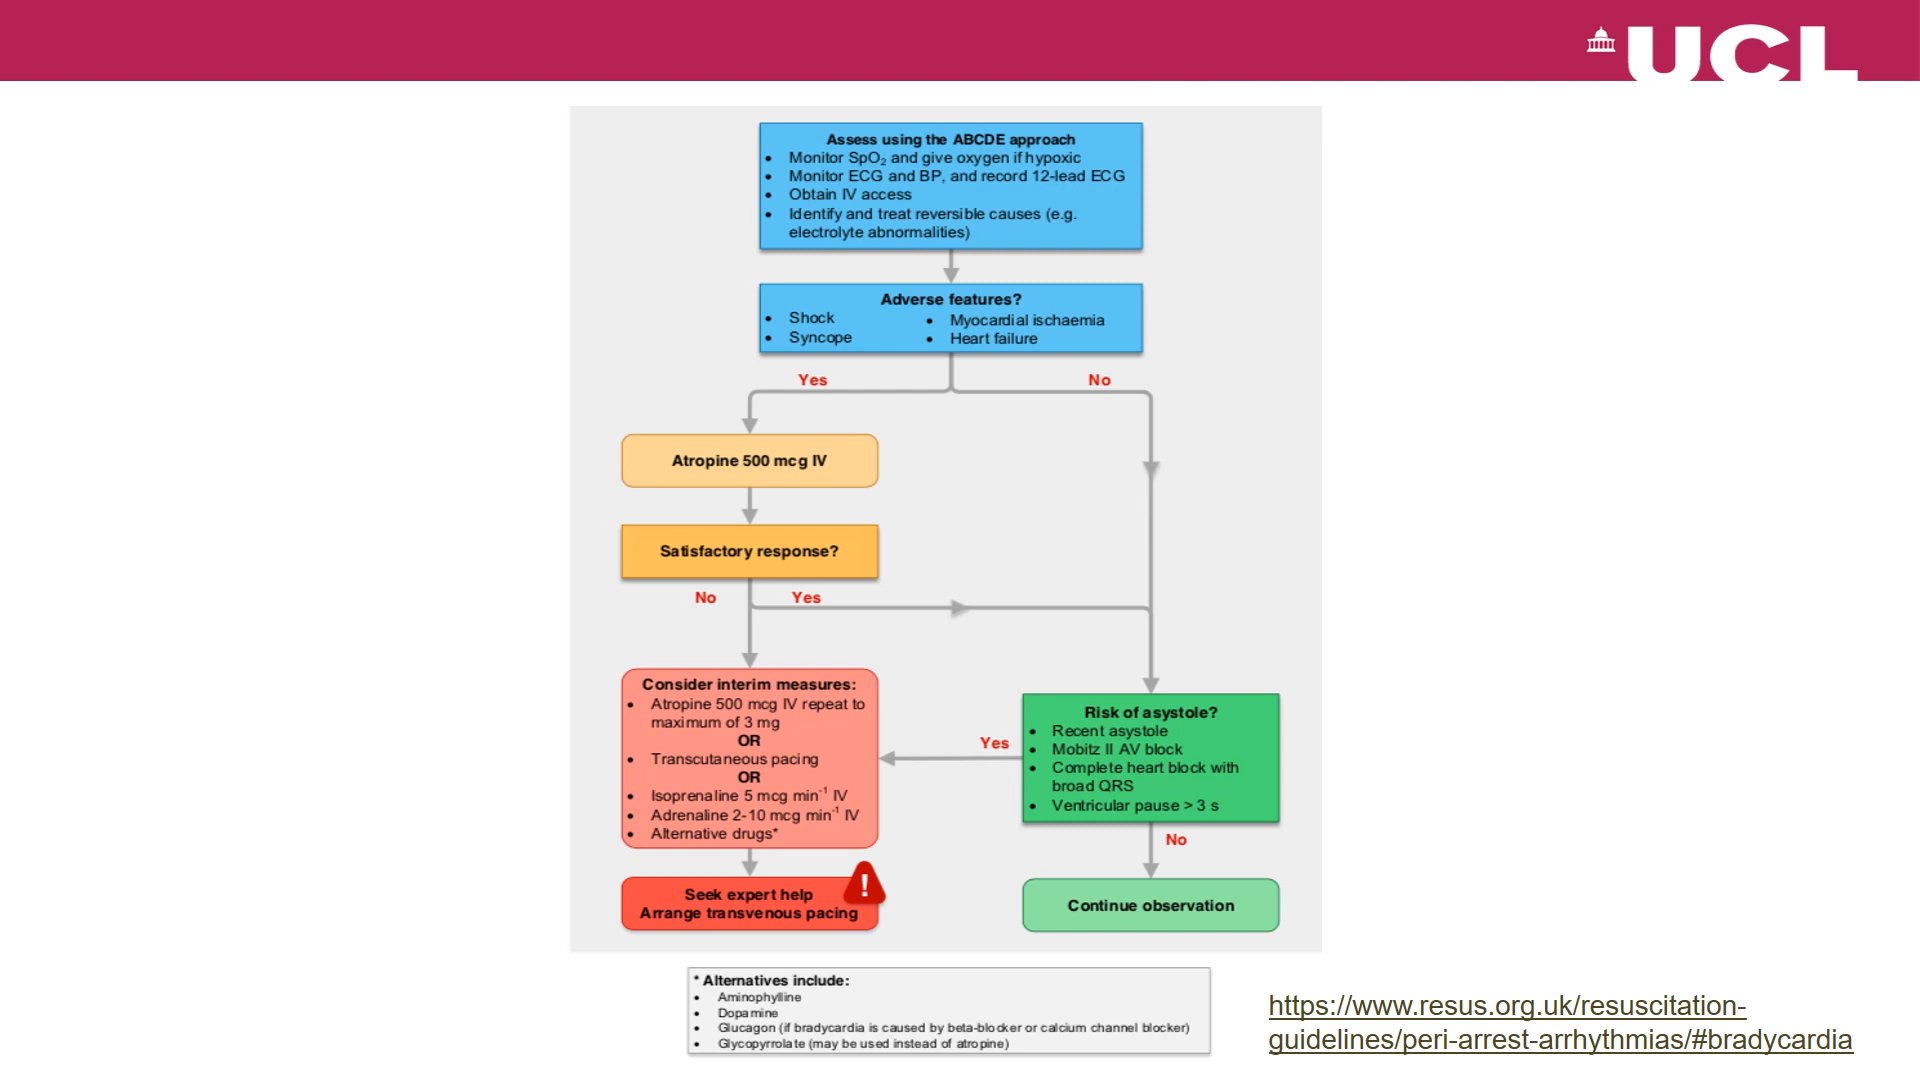 UCL
Assess using the ABCDE approach
• Monitor SpO₂ and give oxygen if hypoxic
• Monitor ECG and BP, and record 12-lead ECG
• Obtain IV access
• Identify and treat reversible causes (e.g.
electrolyte abnormalities)
Adverse features?
• Shock
• Syncope
• Myocardial ischaemia
• Heart failure
Yes
No
Atropine 500 mcg IV
Satisfactory response?
No
Yes
Consider interim measures:
• Atropine 500 mcg IV repeat to
maximum of 3 mg
OR
• Transcutaneous pacing
OR
• Isoprenaline 5 mcg min⁻¹ IV
• Adrenaline 2-10 mcg min⁻¹ IV
• Alternative drugs*
Yes
Risk of asystole?
• Recent asystole
• Mobitz II AV block
• Complete heart block with
broad QRS
• Ventricular pause > 3 s
No
!
Seek expert help
Arrange transvenous pacing
Continue observation
* Alternatives include:
• Aminophylline
• Dopamine
• Glucagon (if bradycardia is caused by beta-blocker or calcium channel blocker)
• Glycopyrrolate (may be used instead of atropine)
https://www.resus.org.uk/resuscitation-
guidelines/peri-arrest-arrhythmias/#bradycardia